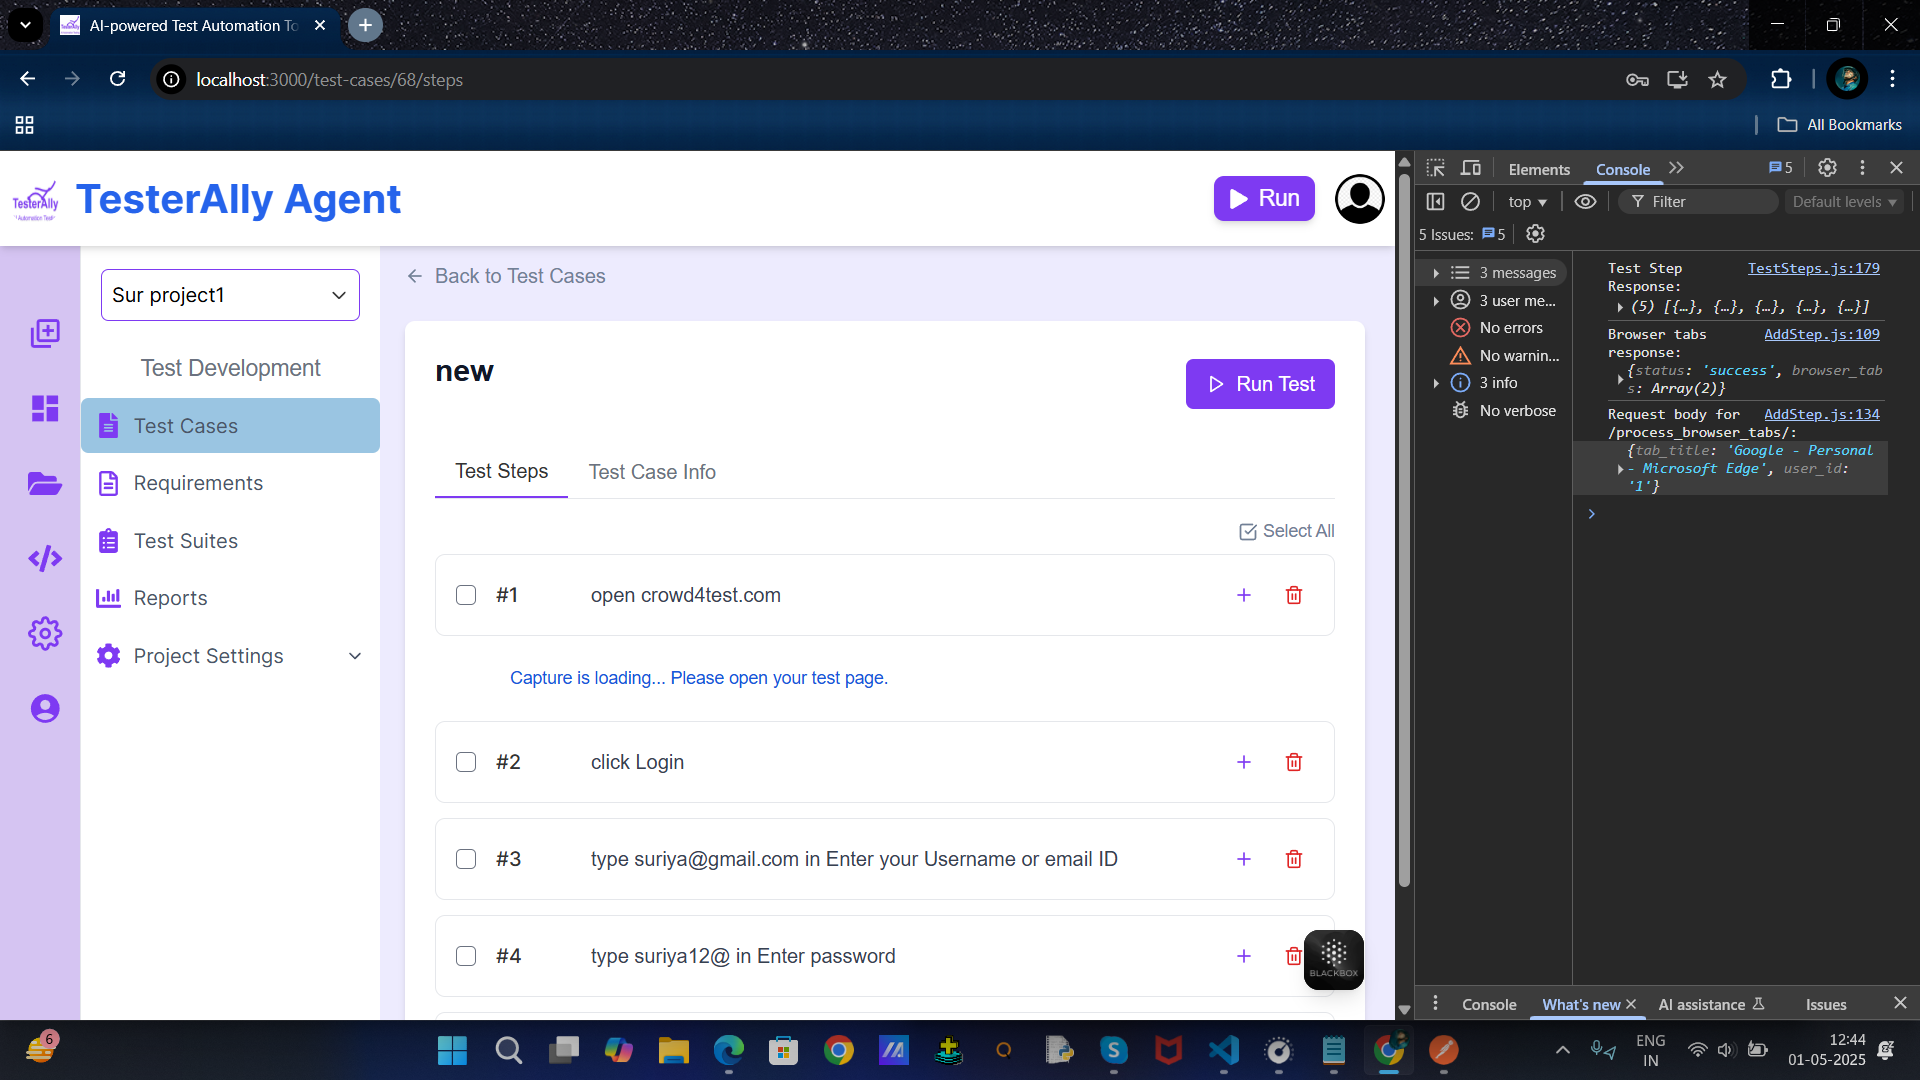 AI-powered Test Automation To
localhost:3000/test-cases/68/steps
All Bookmarks
TesterAlly
TesterAlly Agent
Run
Sur project1
Test Development
Test Cases
Requirements
Test Suites
Reports
Project Settings
Back to Test Cases
new
Run Test
Test Steps
Test Case Info
Select All
#1 open crowd4test.com
Capture is loading... Please open your test page.
#2 click Login
#3 type suriya@gmail.com in Enter your Username or email ID
#4 type suriya12@ in Enter password
BLACKBOX
Elements
Console
5
top
Filter
Default levels
5 Issues: 5
3 messages
3 user me...
No errors
No warnin...
3 info
No verbose
Test Step TestSteps.js:179
Response:
(5) [{…}, {…}, {…}, {…}, {…}]
Browser tabs AddStep.js:109
response:
{status: 'success', browser_tab
s: Array(2)}
Request body for AddStep.js:134
/process_browser_tabs/:
{tab_title: 'Google - Personal
- Microsoft Edge', user_id:
'1'}
Console
What's new
AI assistance
Issues
6
ENG
IN
12:44
01-05-2025